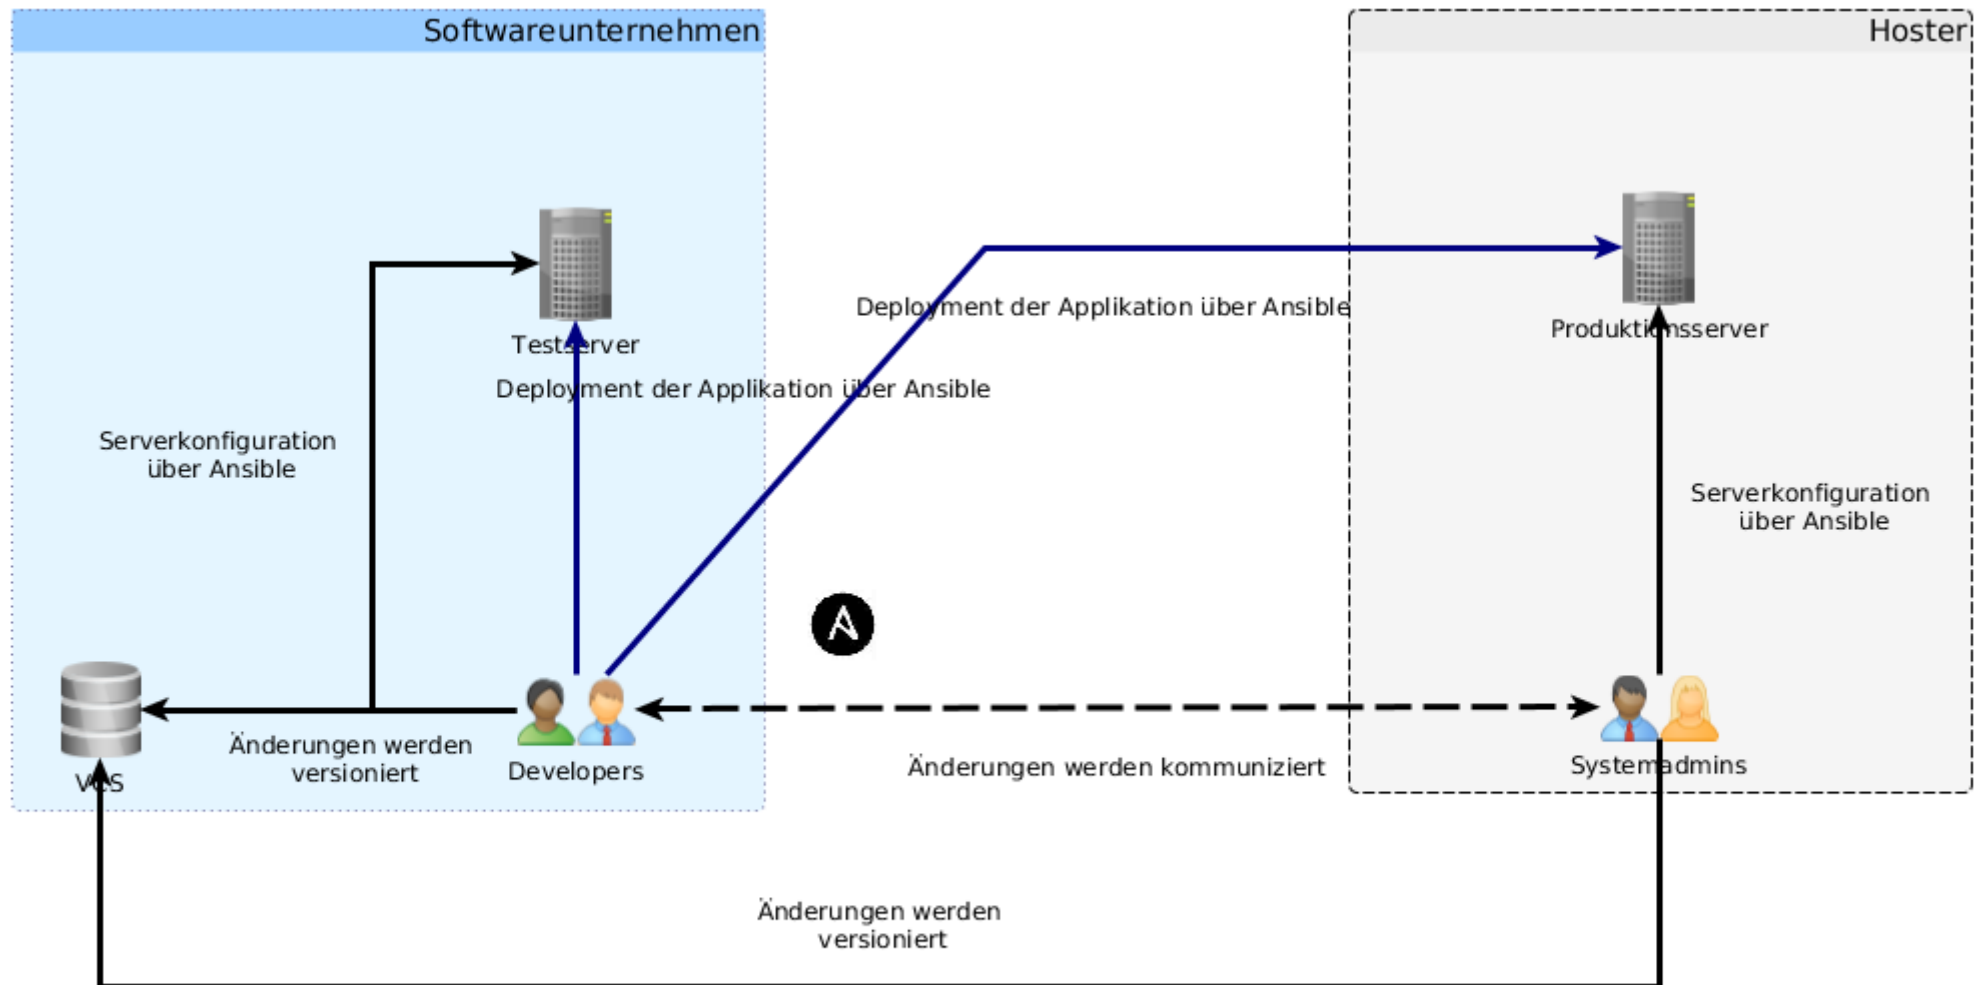 Softwareunternehmen
Hoster
Deployment der Applikation über Ansible
Produktionsserver
Testserver
Deployment der Applikation über Ansible
Serverkonfiguration
über Ansible
Serverkonfiguration
über Ansible
Änderungen werden
versioniert
Developers
Änderungen werden kommuniziert
Systemadmins
VCS
Änderungen werden
versioniert